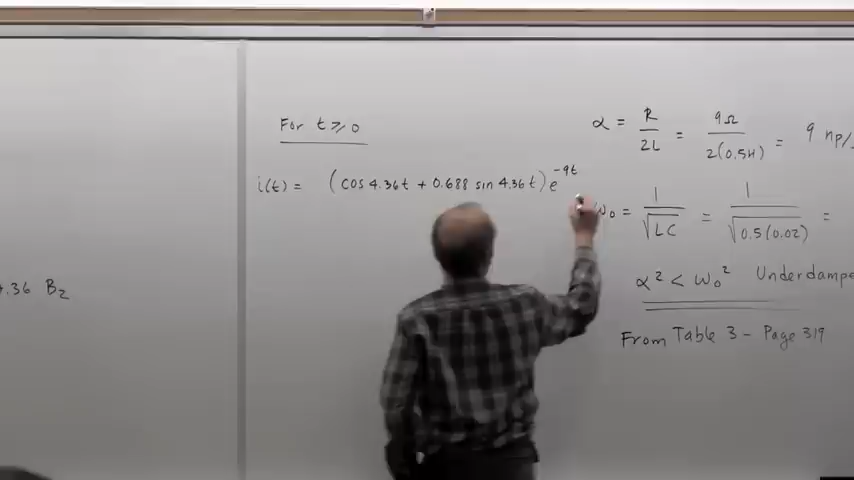 For t ≥ 0
i(t) = (cos 4.36t + 0.688 sin 4.36t) e^-9t
4.36 B₂
α = R/2L = 9Ω/2(0.5H) = 9 np/
ω₀ = 1/√LC = 1/√0.5(0.02) =
α² < ω₀² Underdampe
From Table 3 - Page 319